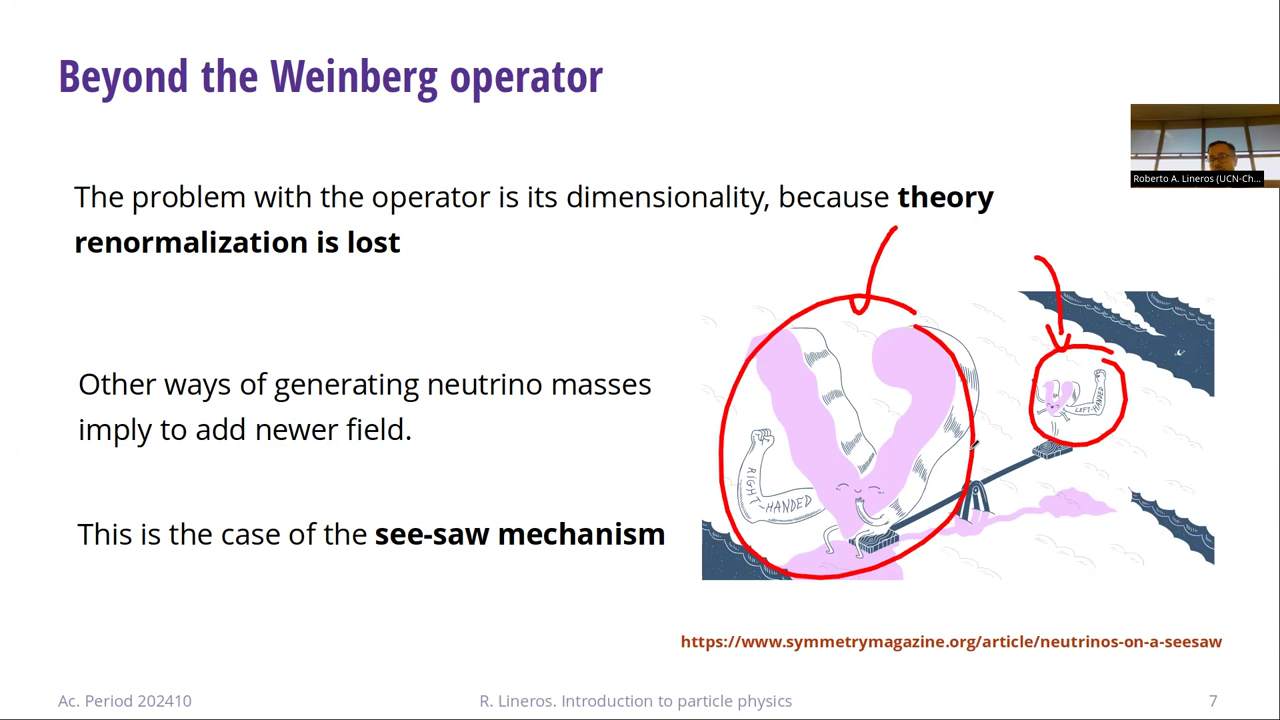 Beyond the Weinberg operator
Roberto A. Lineros (UCN-Ch...
The problem with the operator is its dimensionality, because theory
renormalization is lost
Other ways of generating neutrino masses
imply to add newer field.
This is the case of the see-saw mechanism
RIGHT-HANDED
LEFT-HANDED
https://www.symmetrymagazine.org/article/neutrinos-on-a-seesaw
Ac. Period 202410
R. Lineros. Introduction to particle physics
7